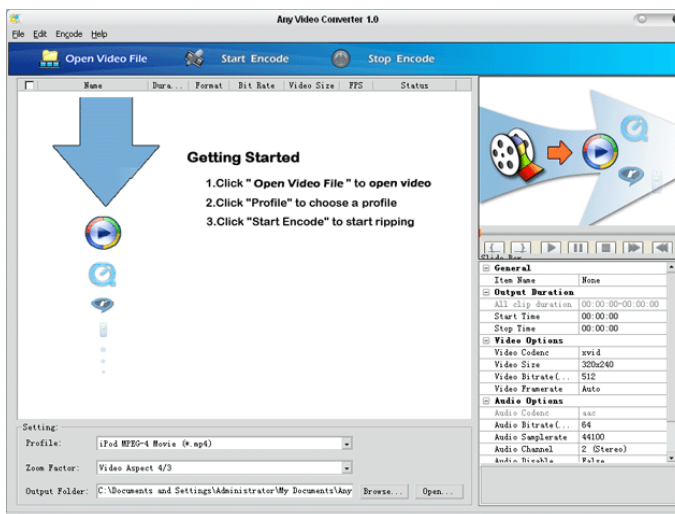 Any Video Converter 1.0
File Edit Encode Help
Open Video File Start Encode Stop Encode
Name Dura... Format Bit Rate Video Size FPS Status
Getting Started
1.Click " Open Video File " to open video
2.Click "Profile" to choose a profile
3.Click "Start Encode" to start ripping
Slide Bar
General
Item Name None
Output Duration
All clip duration 00:00:00-00:00:00
Start Time 00:00:00
Stop Time 00:00:00
Video Options
Video Codenc xvid
Video Size 320x240
Video Bitrate(... 512
Video Framerate Auto
Audio Options
Audio Codenc aac
Audio Bitrate(... 64
Audio Samplerate 44100
Audio Channel 2 (Stereo)
Audio Disable False
Setting:
Profile: iPod MPEG-4 Movie (*.mp4)
Zoom Factor: Video Aspect 4/3
Output Folder: C:\Documents and Settings\Administrator\My Documents\Any Browse... Open...